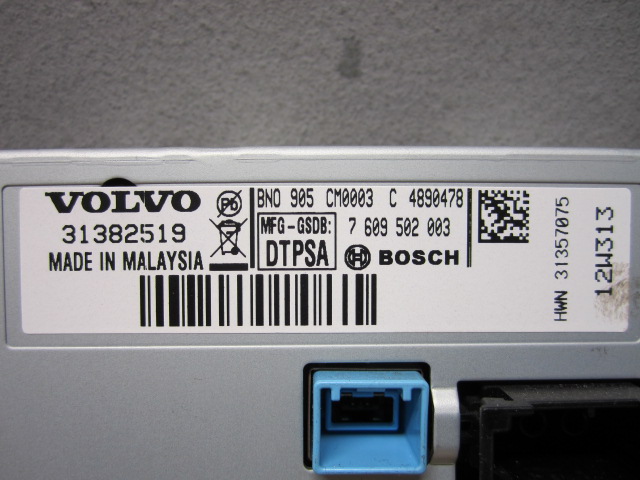 VOLVO
31382519
MADE IN MALAYSIA
Pb
BNO 905 CM0003 C 4890478
MFG-GSDB: 7 609 502 003
DTPSA
BOSCH
HWN 31357075
12W313